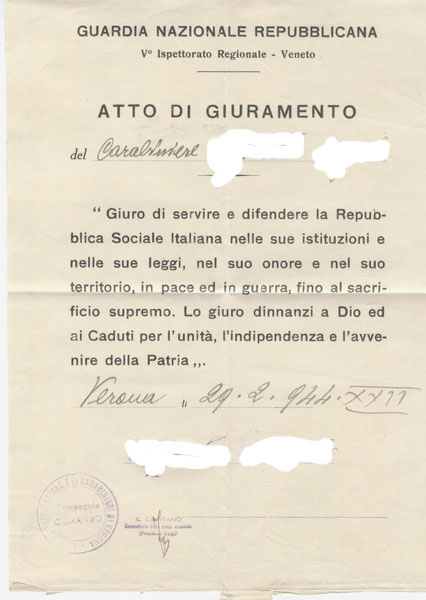 GUARDIA NAZIONALE REPUBBLICANA
V° Ispettorato Regionale - Veneto
ATTO DI GIURAMENTO
del Carabiniere
“ Giuro di servire e difendere la Repub-
blica Sociale Italiana nelle sue istituzioni e
nelle sue leggi, nel suo onore e nel suo
territorio, in pace ed in guerra, fino al sacri-
ficio supremo. Lo giuro dinnanzi a Dio ed
ai Caduti per l'unità, l'indipendenza e l'avve-
nire della Patria „.
Verona „ 29.2.944.XXII
Compagnia
COMANDO
IL CAPITANO